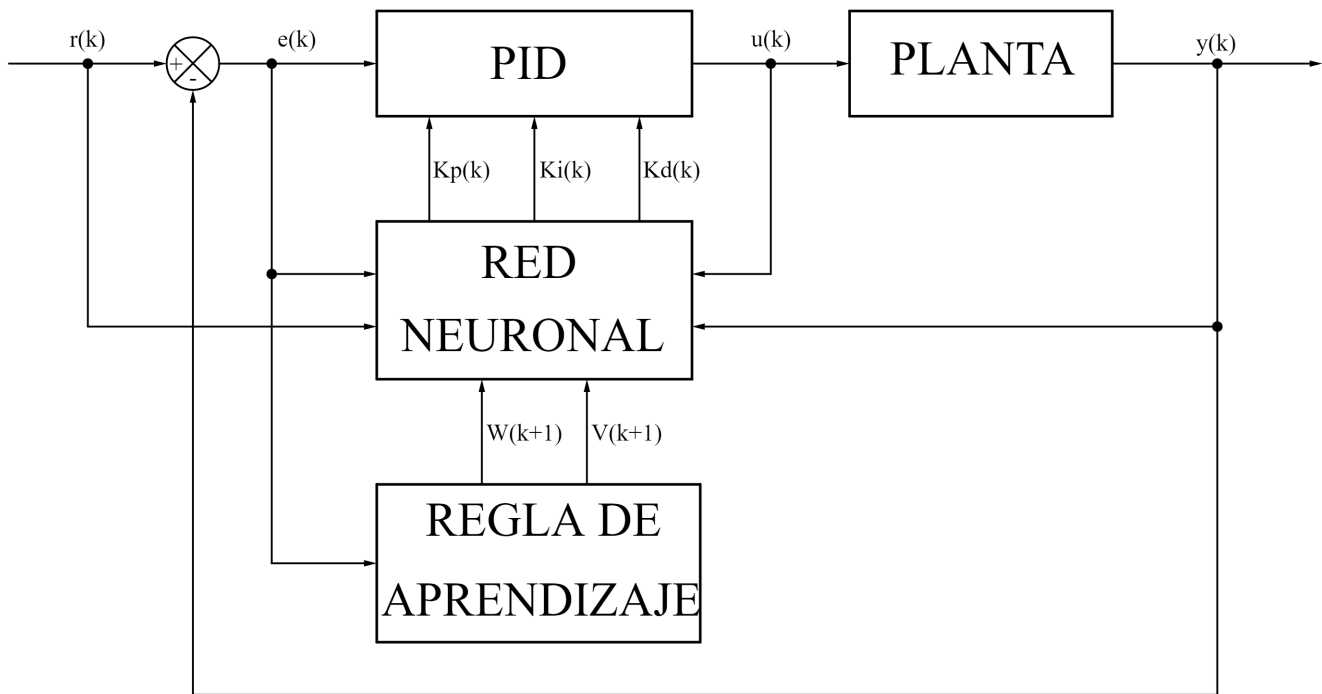 r(k)
e(k)
PID
u(k)
PLANTA
y(k)
+
-
Kp(k)
Ki(k)
Kd(k)
RED
NEURONAL
W(k+1)
V(k+1)
REGLA DE
APRENDIZAJE